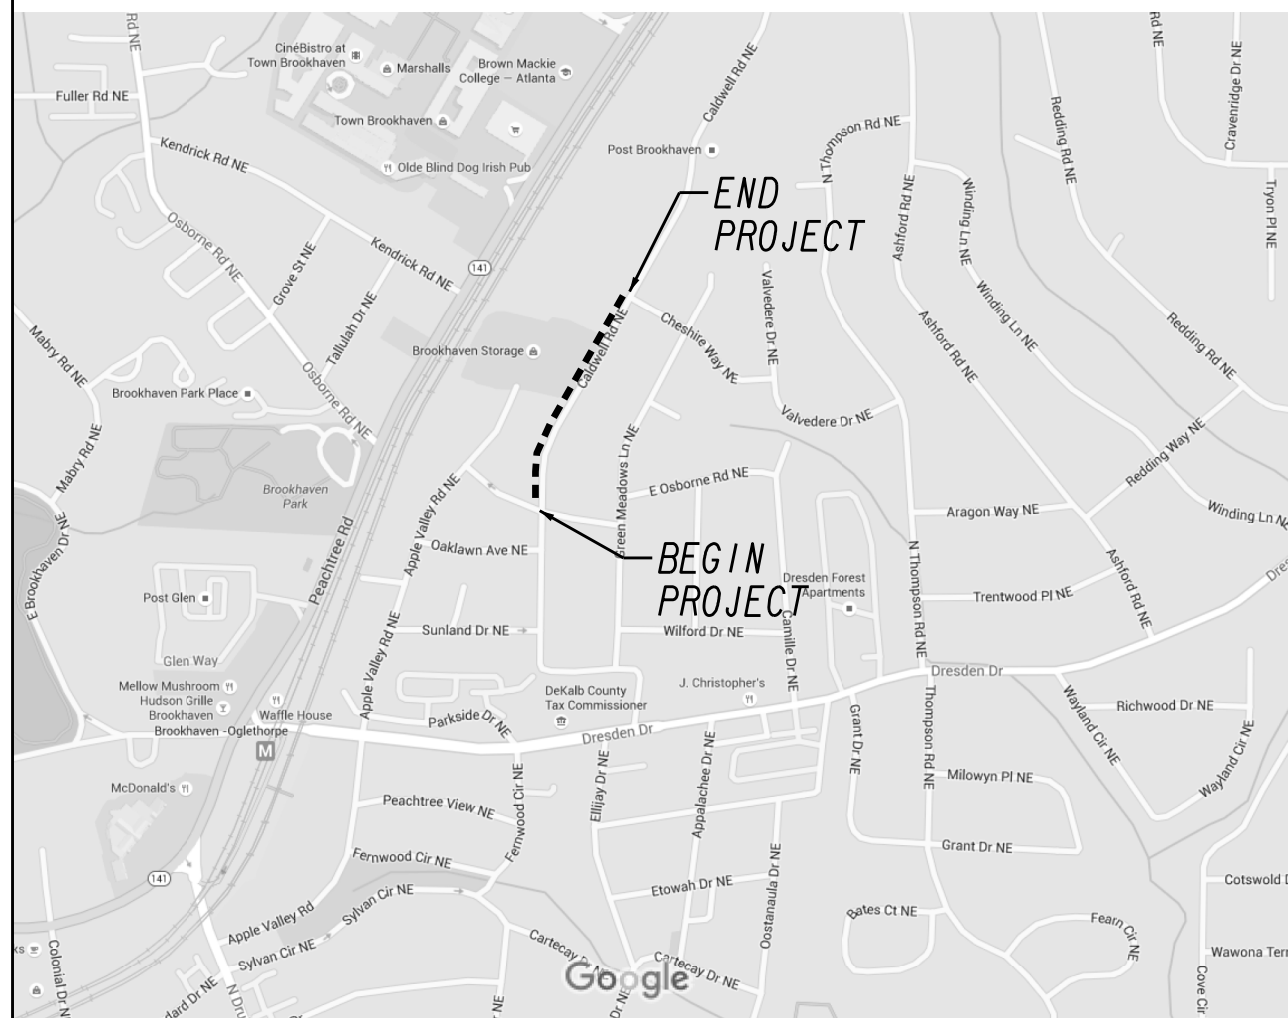 Rd NE
CinéBistro at
Town Brookhaven
Marshalls
Brown Mackie
College – Atlanta
Caldwell Rd NE
Rd NE
Cravenridge Dr NE
Fuller Rd NE
Town Brookhaven
Redding Rd NE
N Thompson Rd NE
Kendrick Rd NE
Olde Blind Dog Irish Pub
Post Brookhaven
Tryon Pl NE
END
PROJECT
Ashford Rd NE
Winding Ln NE
Osborne Rd NE
Kendrick Rd NE
Grove St NE
141
Valvedere Dr NE
Winding Ln NE
Tallulah Dr NE
Cheshire Way NE
Ashford Rd NE
Redding Rd NE
Mabry Rd NE
Brookhaven Storage
Caldwell Rd NE
Brookhaven Park Place
Osborne Rd NE
Valvedere Dr NE
Mabry Rd NE
Green Meadows Ln NE
Redding Way NE
Brookhaven
Park
E Osborne Rd NE
Apple Valley Rd NE
Aragon Way NE
Winding Ln NE
Peachtree Rd
E Brookhaven Dr NE
Oaklawn Ave NE
BEGIN
PROJECT
Dresden Forest
Apartments
N Thompson Rd NE
Ashford Rd NE
Post Glen
Trentwood Pl NE
Sunland Dr NE
Wilford Dr NE
Camille Dr NE
Apple Valley Rd NE
Glen Way
Dresden Dr
Mellow Mushroom
Hudson Grille
Brookhaven
Waffle House
Brookhaven -Oglethorpe
M
DeKalb County
Tax Commissioner
J. Christopher's
Parkside Dr NE
Dresden Dr
Grant Dr NE
Thompson Rd NE
Wayland Cir NE
Richwood Dr NE
Wayland Cir NE
McDonald's
Peachtree View NE
Fernwood Cir NE
Ellijay Dr NE
Appalachee Dr NE
Milowyn Pl NE
Fernwood Cir NE
Grant Dr NE
141
Sylvan Cir NE
Etowah Dr NE
Oostanaula Dr NE
Cotswold
Apple Valley Rd
Bates Ct NE
Fearn Cir NE
Sylvan Cir NE
Cartecay Dr NE
Cartecay Dr NE
Wawona Terr
Colonial Dr N
Dr NE
NE
Dr NE
NE
Cove Cir
Google